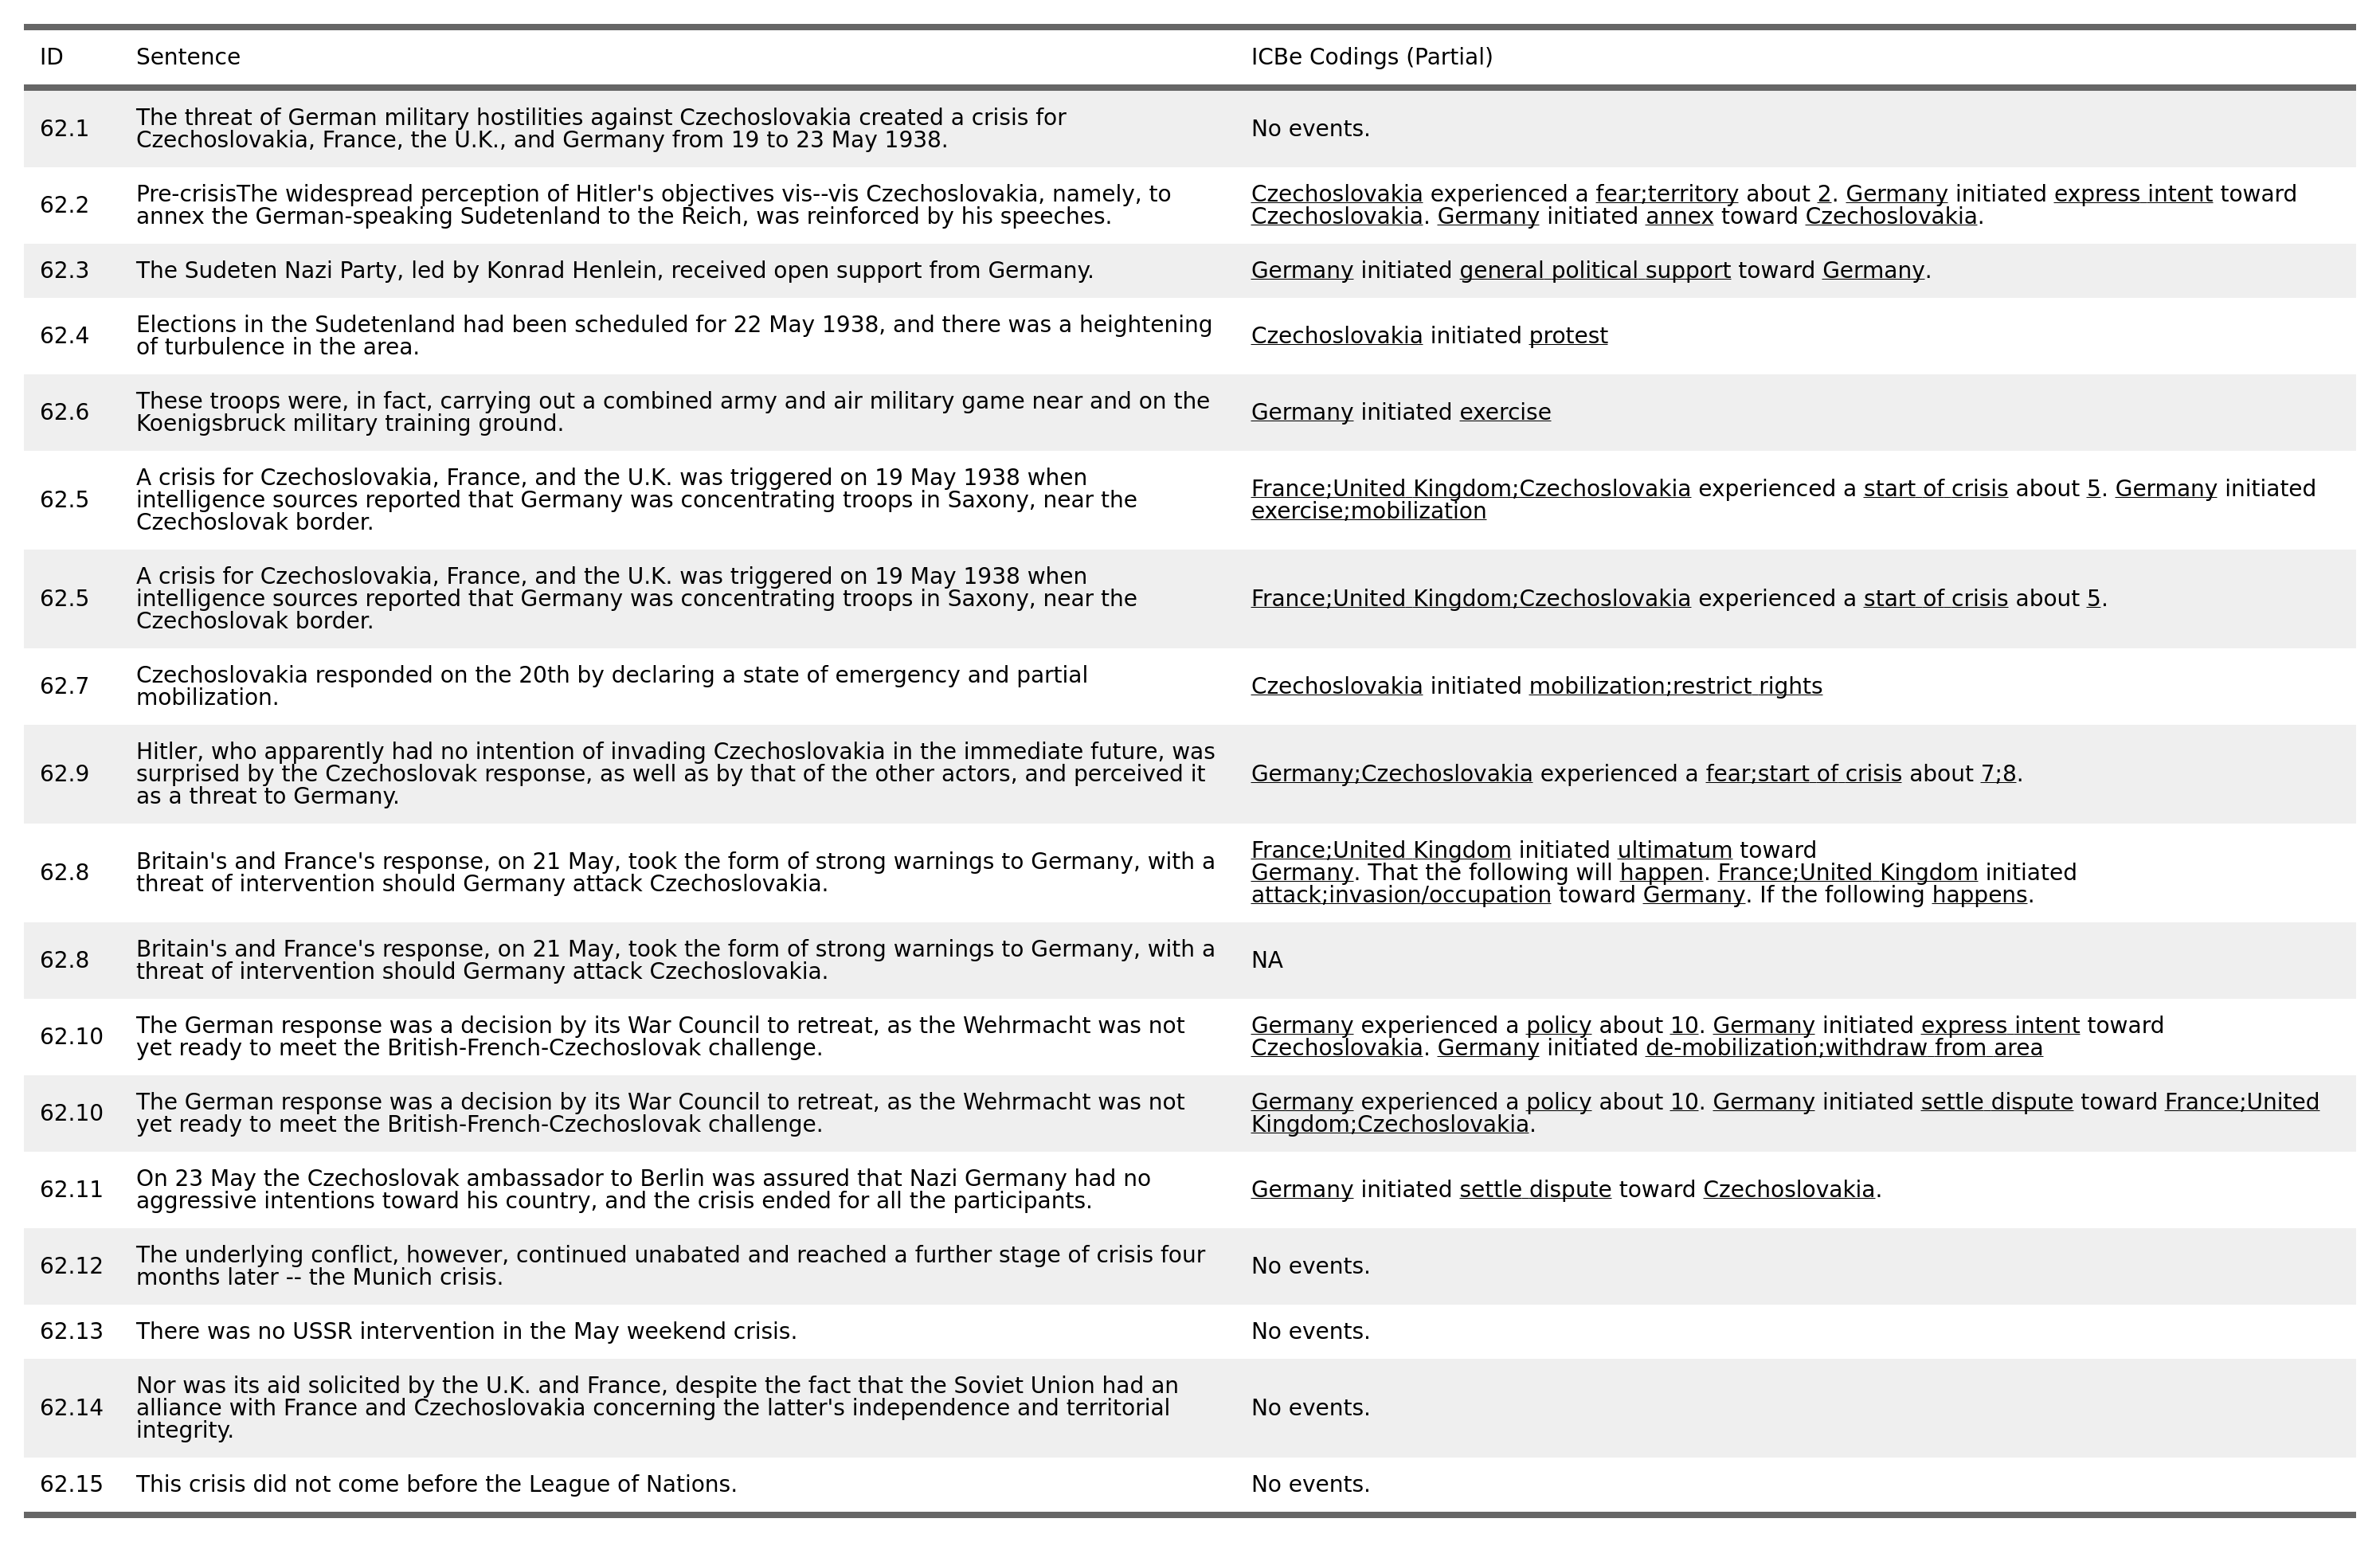 ID Sentence ICBe Codings (Partial)
62.1 The threat of German military hostilities against Czechoslovakia created a crisis for
Czechoslovakia, France, the U.K., and Germany from 19 to 23 May 1938. No events.
62.2 Pre-crisisThe widespread perception of Hitler's objectives vis--vis Czechoslovakia, namely, to
annex the German-speaking Sudetenland to the Reich, was reinforced by his speeches.
Czechoslovakia experienced a fear;territory about 2. Germany initiated express intent toward
Czechoslovakia. Germany initiated annex toward Czechoslovakia.
62.3 The Sudeten Nazi Party, led by Konrad Henlein, received open support from Germany. Germany initiated general political support toward Germany.
62.4 Elections in the Sudetenland had been scheduled for 22 May 1938, and there was a heightening
of turbulence in the area.
Czechoslovakia initiated protest
62.6 These troops were, in fact, carrying out a combined army and air military game near and on the
Koenigsbruck military training ground.
Germany initiated exercise
62.5 A crisis for Czechoslovakia, France, and the U.K. was triggered on 19 May 1938 when
intelligence sources reported that Germany was concentrating troops in Saxony, near the
Czechoslovak border.
France;United Kingdom;Czechoslovakia experienced a start of crisis about 5. Germany initiated
exercise;mobilization
62.5 A crisis for Czechoslovakia, France, and the U.K. was triggered on 19 May 1938 when
intelligence sources reported that Germany was concentrating troops in Saxony, near the
Czechoslovak border.
France;United Kingdom;Czechoslovakia experienced a start of crisis about 5.
62.7 Czechoslovakia responded on the 20th by declaring a state of emergency and partial
mobilization.
Czechoslovakia initiated mobilization;restrict rights
62.9 Hitler, who apparently had no intention of invading Czechoslovakia in the immediate future, was
surprised by the Czechoslovak response, as well as by that of the other actors, and perceived it
as a threat to Germany.
Germany;Czechoslovakia experienced a fear;start of crisis about 7;8.
62.8 Britain's and France's response, on 21 May, took the form of strong warnings to Germany, with a
threat of intervention should Germany attack Czechoslovakia.
France;United Kingdom initiated ultimatum toward
Germany. That the following will happen. France;United Kingdom initiated
attack;invasion/occupation toward Germany. If the following happens.
62.8 Britain's and France's response, on 21 May, took the form of strong warnings to Germany, with a
threat of intervention should Germany attack Czechoslovakia.
NA
62.10 The German response was a decision by its War Council to retreat, as the Wehrmacht was not
yet ready to meet the British-French-Czechoslovak challenge.
Germany experienced a policy about 10. Germany initiated express intent toward
Czechoslovakia. Germany initiated de-mobilization;withdraw from area
62.10 The German response was a decision by its War Council to retreat, as the Wehrmacht was not
yet ready to meet the British-French-Czechoslovak challenge.
Germany experienced a policy about 10. Germany initiated settle dispute toward France;United
Kingdom;Czechoslovakia.
62.11 On 23 May the Czechoslovak ambassador to Berlin was assured that Nazi Germany had no
aggressive intentions toward his country, and the crisis ended for all the participants.
Germany initiated settle dispute toward Czechoslovakia.
62.12 The underlying conflict, however, continued unabated and reached a further stage of crisis four
months later -- the Munich crisis.
No events.
62.13 There was no USSR intervention in the May weekend crisis. No events.
62.14 Nor was its aid solicited by the U.K. and France, despite the fact that the Soviet Union had an
alliance with France and Czechoslovakia concerning the latter's independence and territorial
integrity.
No events.
62.15 This crisis did not come before the League of Nations. No events.